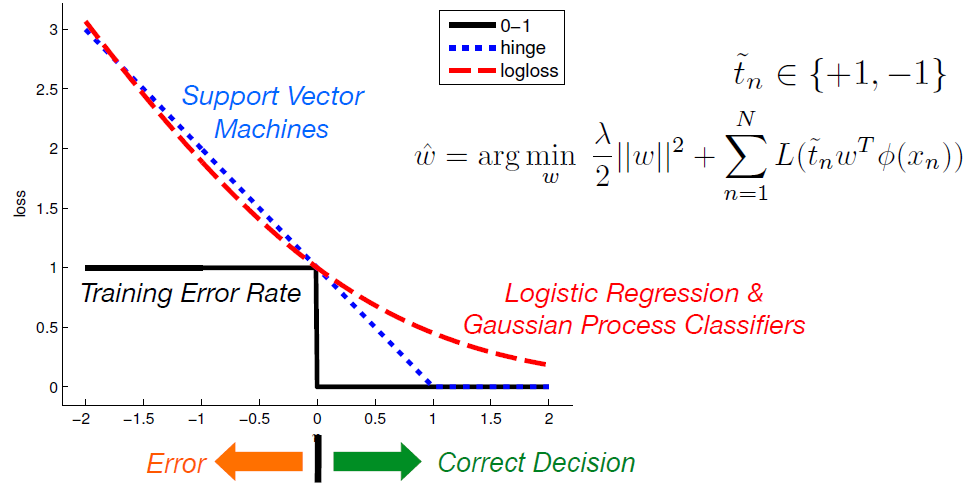 3
2.5
2
1.5
1
0.5
0
loss
−2
−1.5
−1
−0.5
0
0.5
1
1.5
2
0−1
hinge
logloss
Support Vector
Machines
Training Error Rate
Logistic Regression &
Gaussian Process Classifiers
t̃ₙ ∈ {+1, −1}
ŵ = arg min_w λ/2 ||w||² + ∑_{n=1}^{N} L(t̃ₙwᵀϕ(xₙ))
Error
Correct Decision